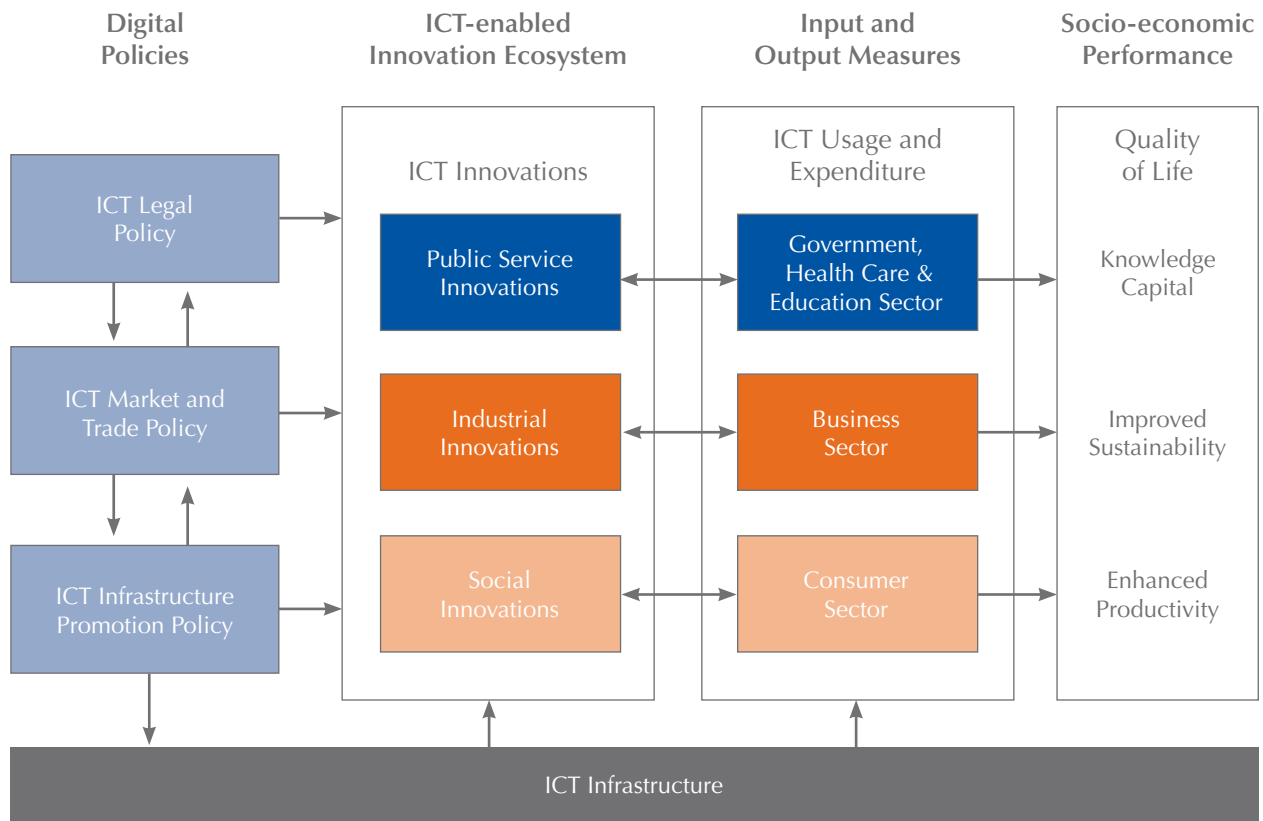 Digital
Policies
ICT-enabled
Innovation Ecosystem
Input and
Output Measures
Socio-economic
Performance
ICT Legal
Policy
ICT Market and
Trade Policy
ICT Infrastructure
Promotion Policy
ICT Innovations
Public Service
Innovations
Industrial
Innovations
Social
Innovations
ICT Usage and
Expenditure
Government,
Health Care &
Education Sector
Business
Sector
Consumer
Sector
Quality
of Life
Knowledge
Capital
Improved
Sustainability
Enhanced
Productivity
ICT Infrastructure